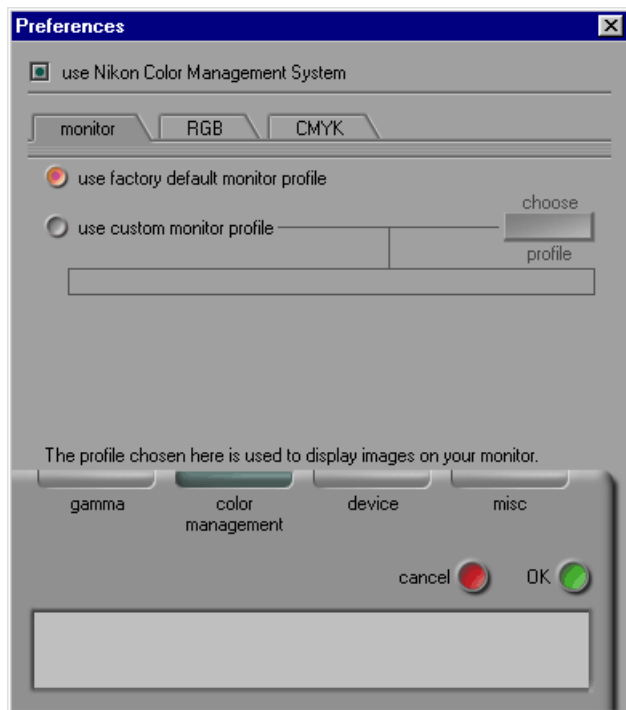 Preferences
use Nikon Color Management System
monitor RGB CMYK
use factory default monitor profile
choose
use custom monitor profile
profile
The profile chosen here is used to display images on your monitor.
gamma color device misc
management
cancel OK